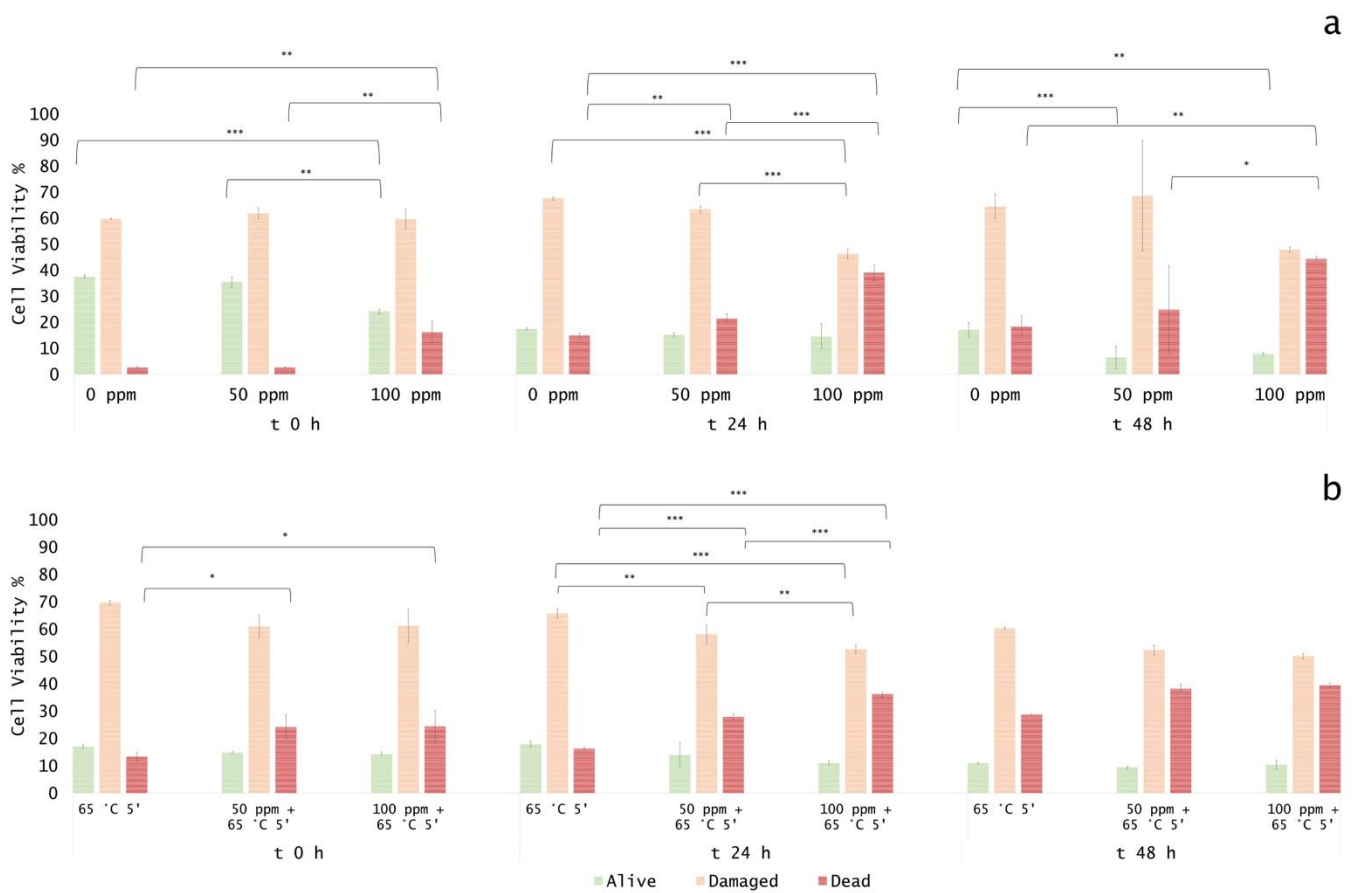 a
** *** **
** ** *** ***
*** *** *** **
** *** *
Cell Viability %
100
90
80
70
60
50
40
30
20
10
0
0 ppm 50 ppm 100 ppm 0 ppm 50 ppm 100 ppm 0 ppm 50 ppm 100 ppm
t 0 h t 24 h t 48 h
b
***
* *** ***
* *** **
**
Cell Viability %
100
90
80
70
60
50
40
30
20
10
0
65 °C 5' 50 ppm + 100 ppm + 65 °C 5' 50 ppm + 100 ppm + 65 °C 5' 50 ppm + 100 ppm +
65 °C 5' 65 °C 5' 65 °C 5' 65 °C 5' 65 °C 5' 65 °C 5'
t 0 h t 24 h t 48 h
Alive Damaged Dead